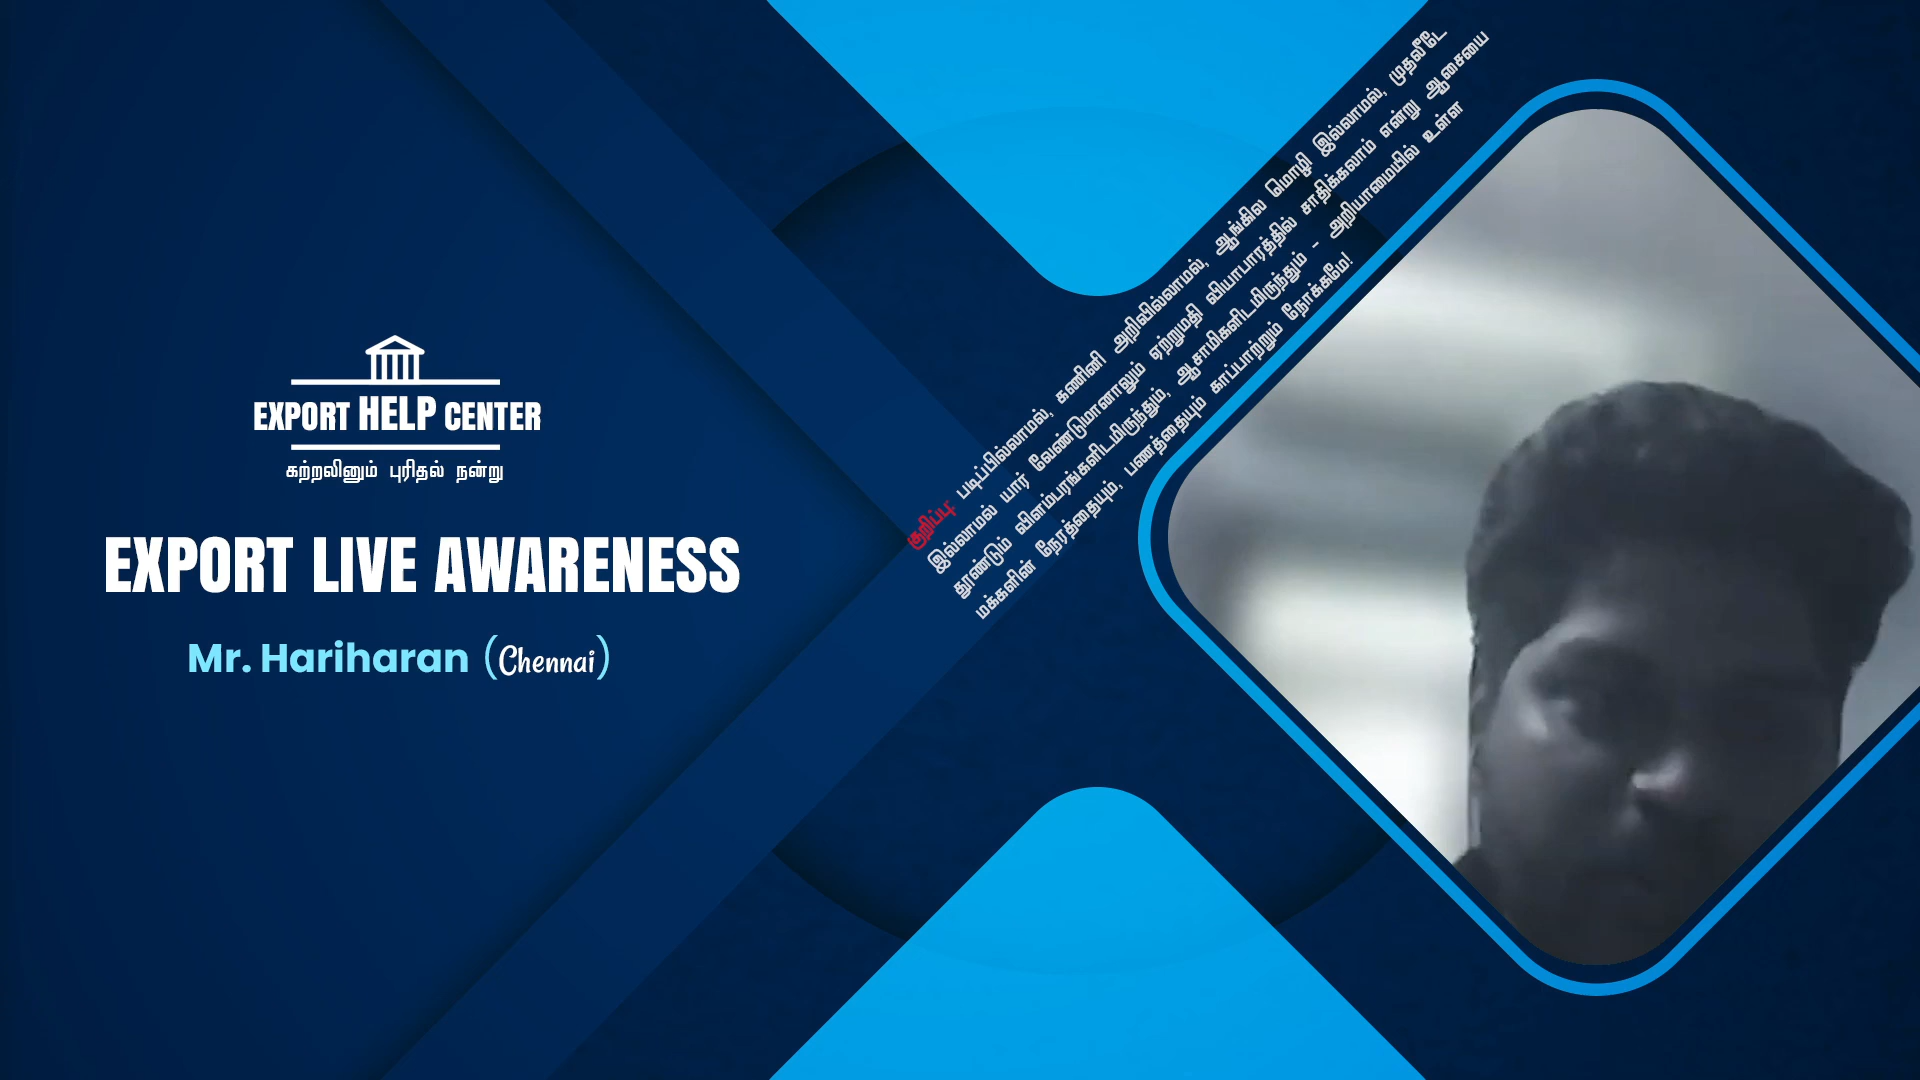 EXPORT HELP CENTER
கற்றலினும் புரிதல் நன்று
EXPORT LIVE AWARENESS
Mr. Hariharan (Chennai)
குறிப்பு: படிப்பில்லாமல், கணினி அறிவில்லாமல், ஆங்கில மொழி இல்லாமல், முதலீடே
இல்லாமல் யார் வேண்டுமானாலும் ஏற்றுமதி வியாபாரத்தில் சாதிக்கலாம் என்று ஆசையை
தூண்டும் விளம்பரங்களிடமிருந்தும், ஆசாமிகளிடமிருந்தும் - அறியாமையில் உள்ள
மக்களின் நேரத்தையும், பணத்தையும் காப்பாற்றும் நோக்கமே!